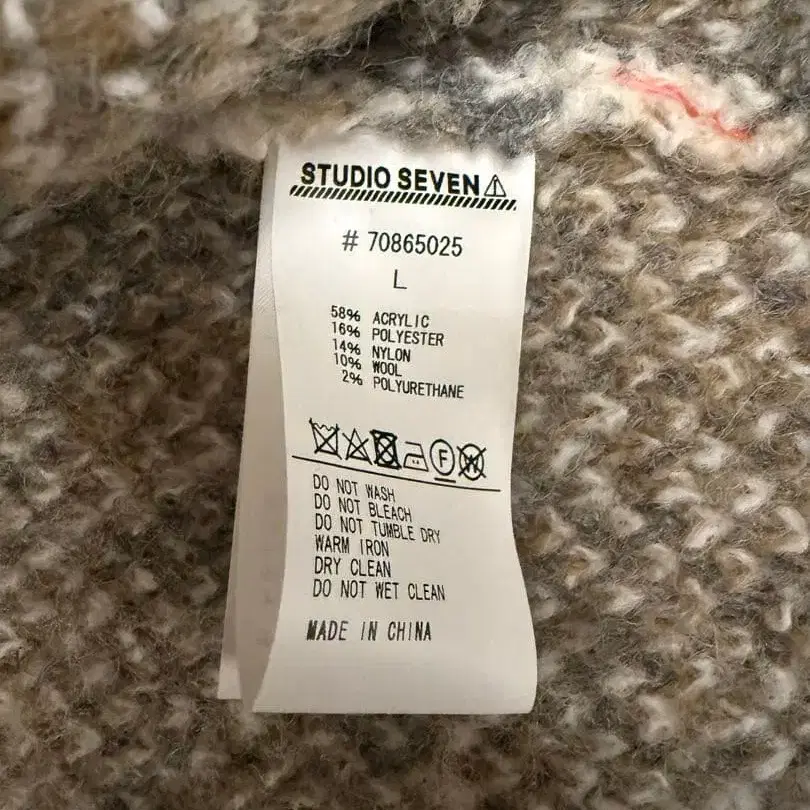 STUDIO SEVEN
# 70865025
L
58% ACRYLIC
16% POLYESTER
14% NYLON
10% WOOL
2% POLYURETHANE
F
W
DO NOT WASH
DO NOT BLEACH
DO NOT TUMBLE DRY
WARM IRON
DRY CLEAN
DO NOT WET CLEAN
MADE IN CHINA